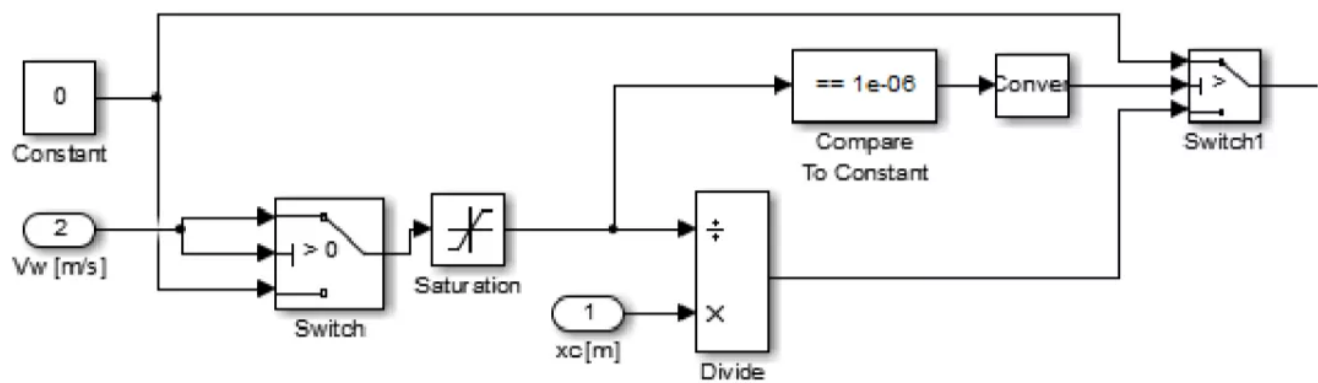 0
Constant
2
Vw [m/s]
> 0
Switch
Saturation
1
xc[m]
÷
×
Divide
== 1e-06
Compare
To Constant
Conver
>
Switch1